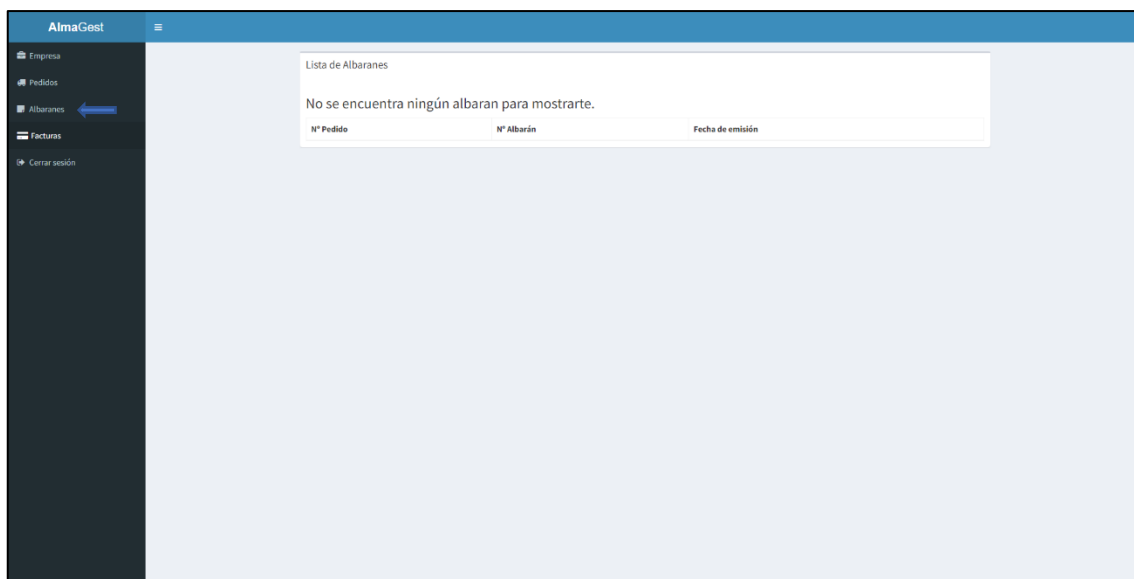 AlmaGest
Empresa
Pedidos
Albaranes
Facturas
Cerrar sesión
Lista de Albaranes
No se encuentra ningún albaran para mostrarte.
Nº Pedido Nº Albarán Fecha de emisión